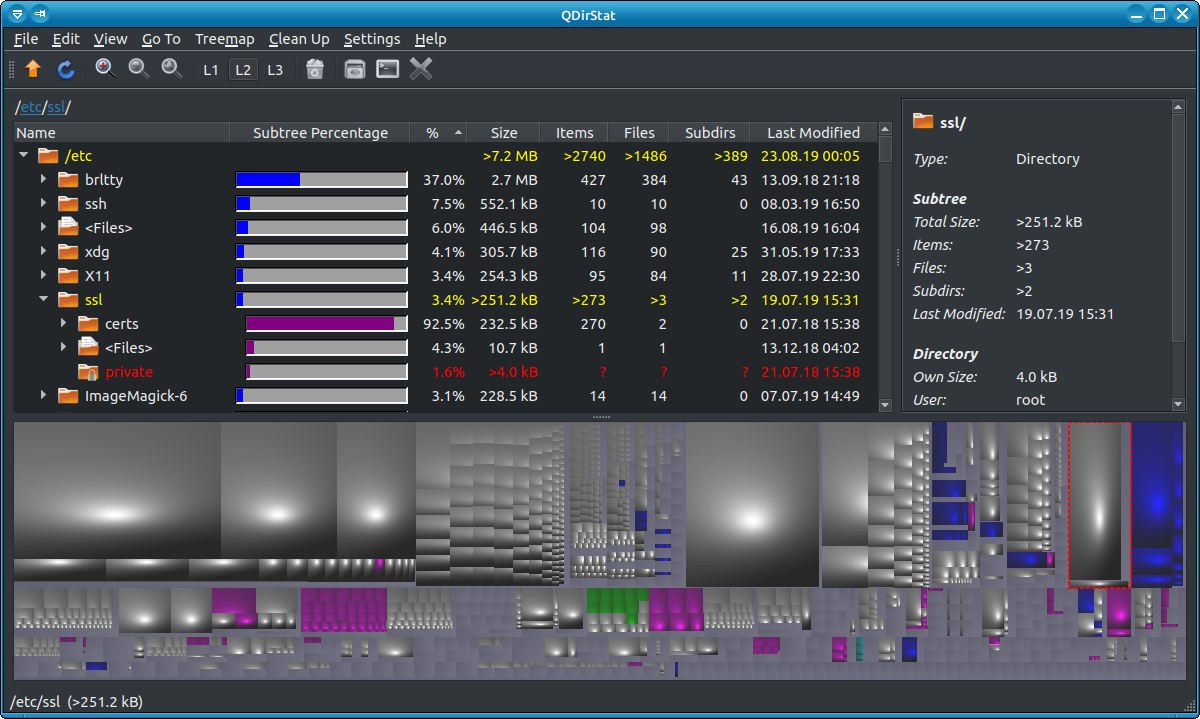 QDirStat
File Edit View Go To Treemap Clean Up Settings Help
L1 L2 L3
/etc/ssl/
Name Subtree Percentage % Size Items Files Subdirs Last Modified
/etc >7.2 MB >2740 >1486 >389 23.08.19 00:05
brltty 37.0% 2.7 MB 427 384 43 13.09.18 21:18
ssh 7.5% 552.1 kB 10 10 0 08.03.19 16:50
<Files> 6.0% 446.5 kB 104 98 16.08.19 16:04
xdg 4.1% 305.7 kB 116 90 25 31.05.19 17:33
X11 3.4% 254.3 kB 95 84 11 28.07.19 22:30
ssl 3.4% >251.2 kB >273 >3 >2 19.07.19 15:31
certs 92.5% 232.5 kB 270 2 0 21.07.18 15:38
<Files> 4.3% 10.7 kB 1 1 13.12.18 04:02
private 1.6% >4.0 kB ? ? ? 21.07.18 15:38
ImageMagick-6 3.1% 228.5 kB 14 14 0 07.07.19 14:49
ssl/
Type: Directory
Subtree
Total Size: >251.2 kB
Items: >273
Files: >3
Subdirs: >2
Last Modified: 19.07.19 15:31
Directory
Own Size: 4.0 kB
User: root
/etc/ssl (>251.2 kB)